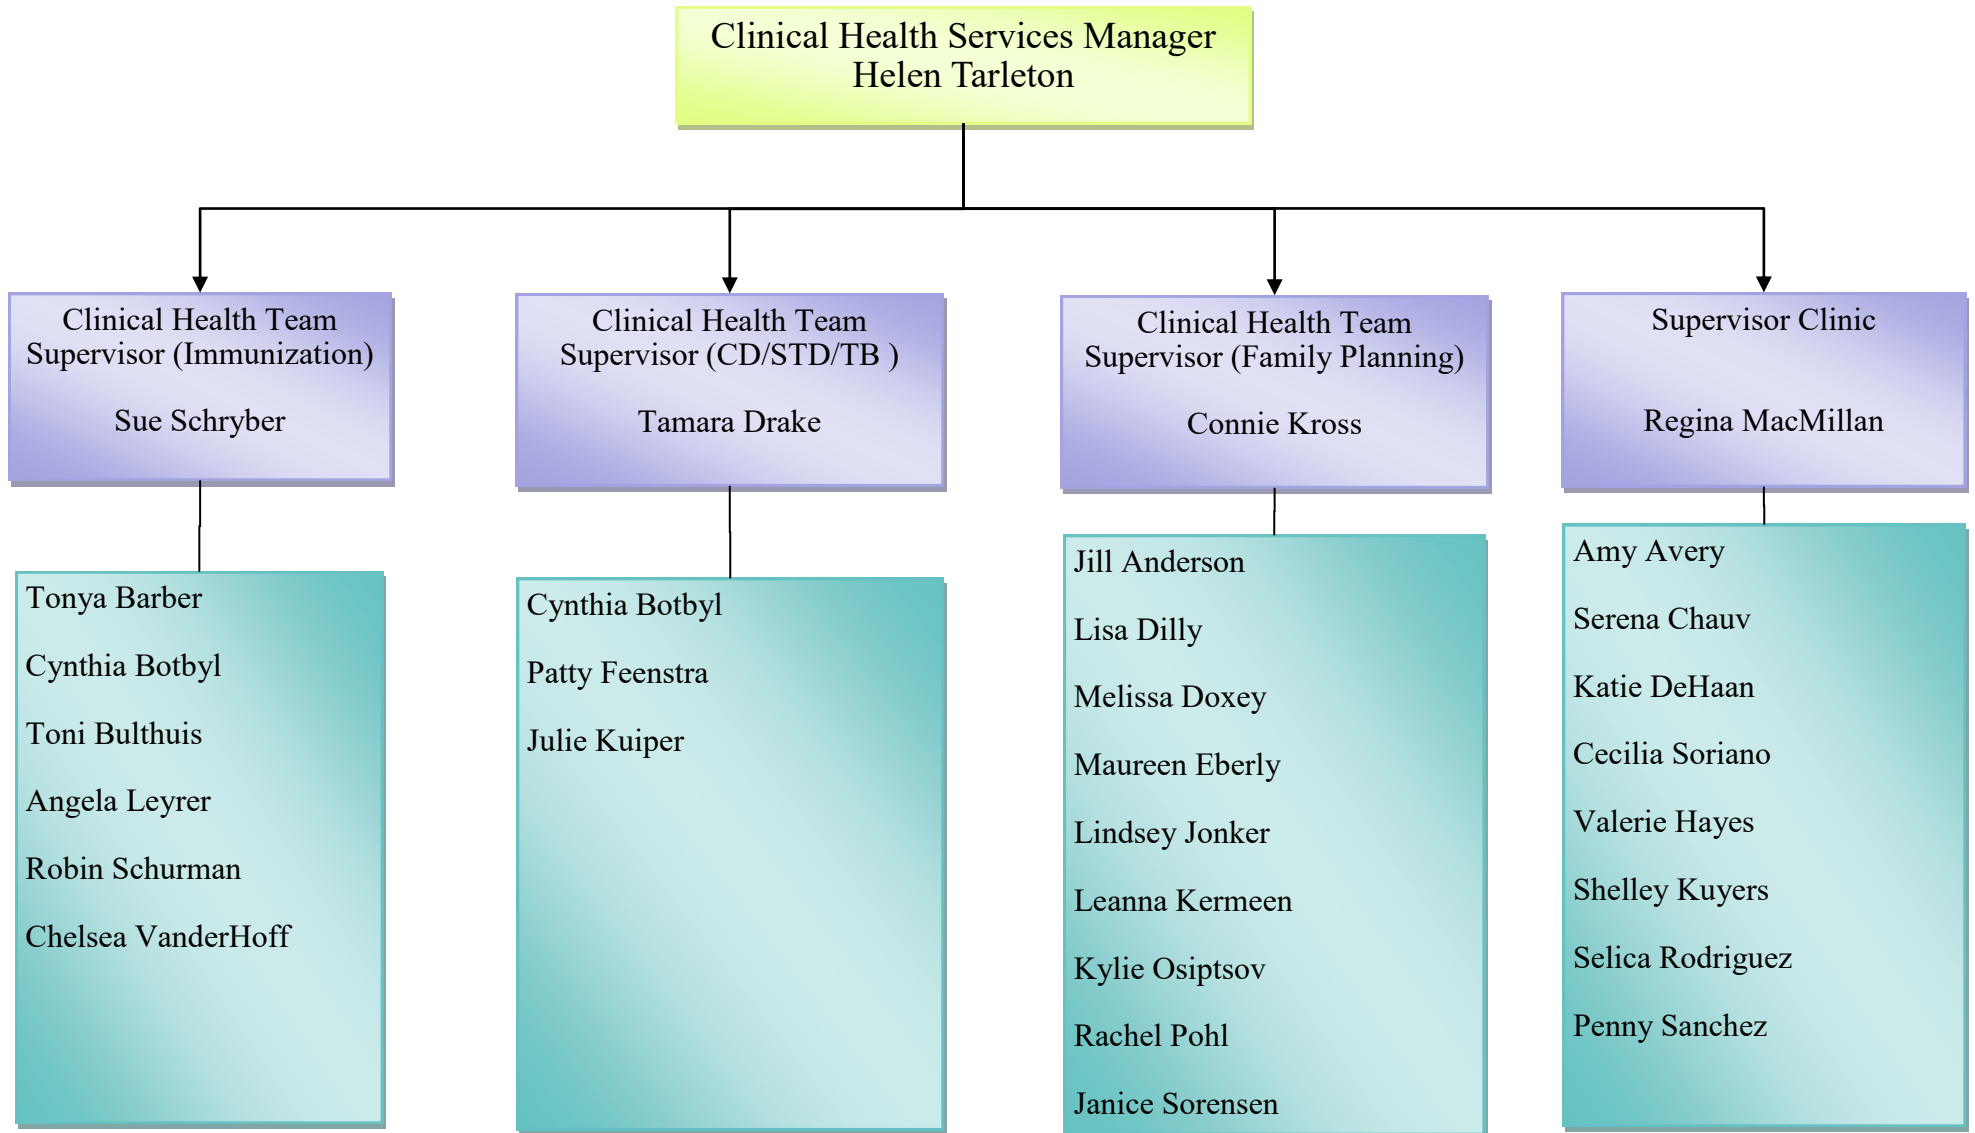 Clinical Health Services Manager
Helen Tarleton
Clinical Health Team
Supervisor (Immunization)
Sue Schryber
Clinical Health Team
Supervisor (CD/STD/TB )
Tamara Drake
Clinical Health Team
Supervisor (Family Planning)
Connie Kross
Supervisor Clinic
Regina MacMillan
Tonya Barber
Cynthia Botbyl
Toni Bulthuis
Angela Leyrer
Robin Schurman
Chelsea VanderHoff
Cynthia Botbyl
Patty Feenstra
Julie Kuiper
Jill Anderson
Lisa Dilly
Melissa Doxey
Maureen Eberly
Lindsey Jonker
Leanna Kermeen
Kylie Osiptsov
Rachel Pohl
Janice Sorensen
Amy Avery
Serena Chauv
Katie DeHaan
Cecilia Soriano
Valerie Hayes
Shelley Kuyers
Selica Rodriguez
Penny Sanchez